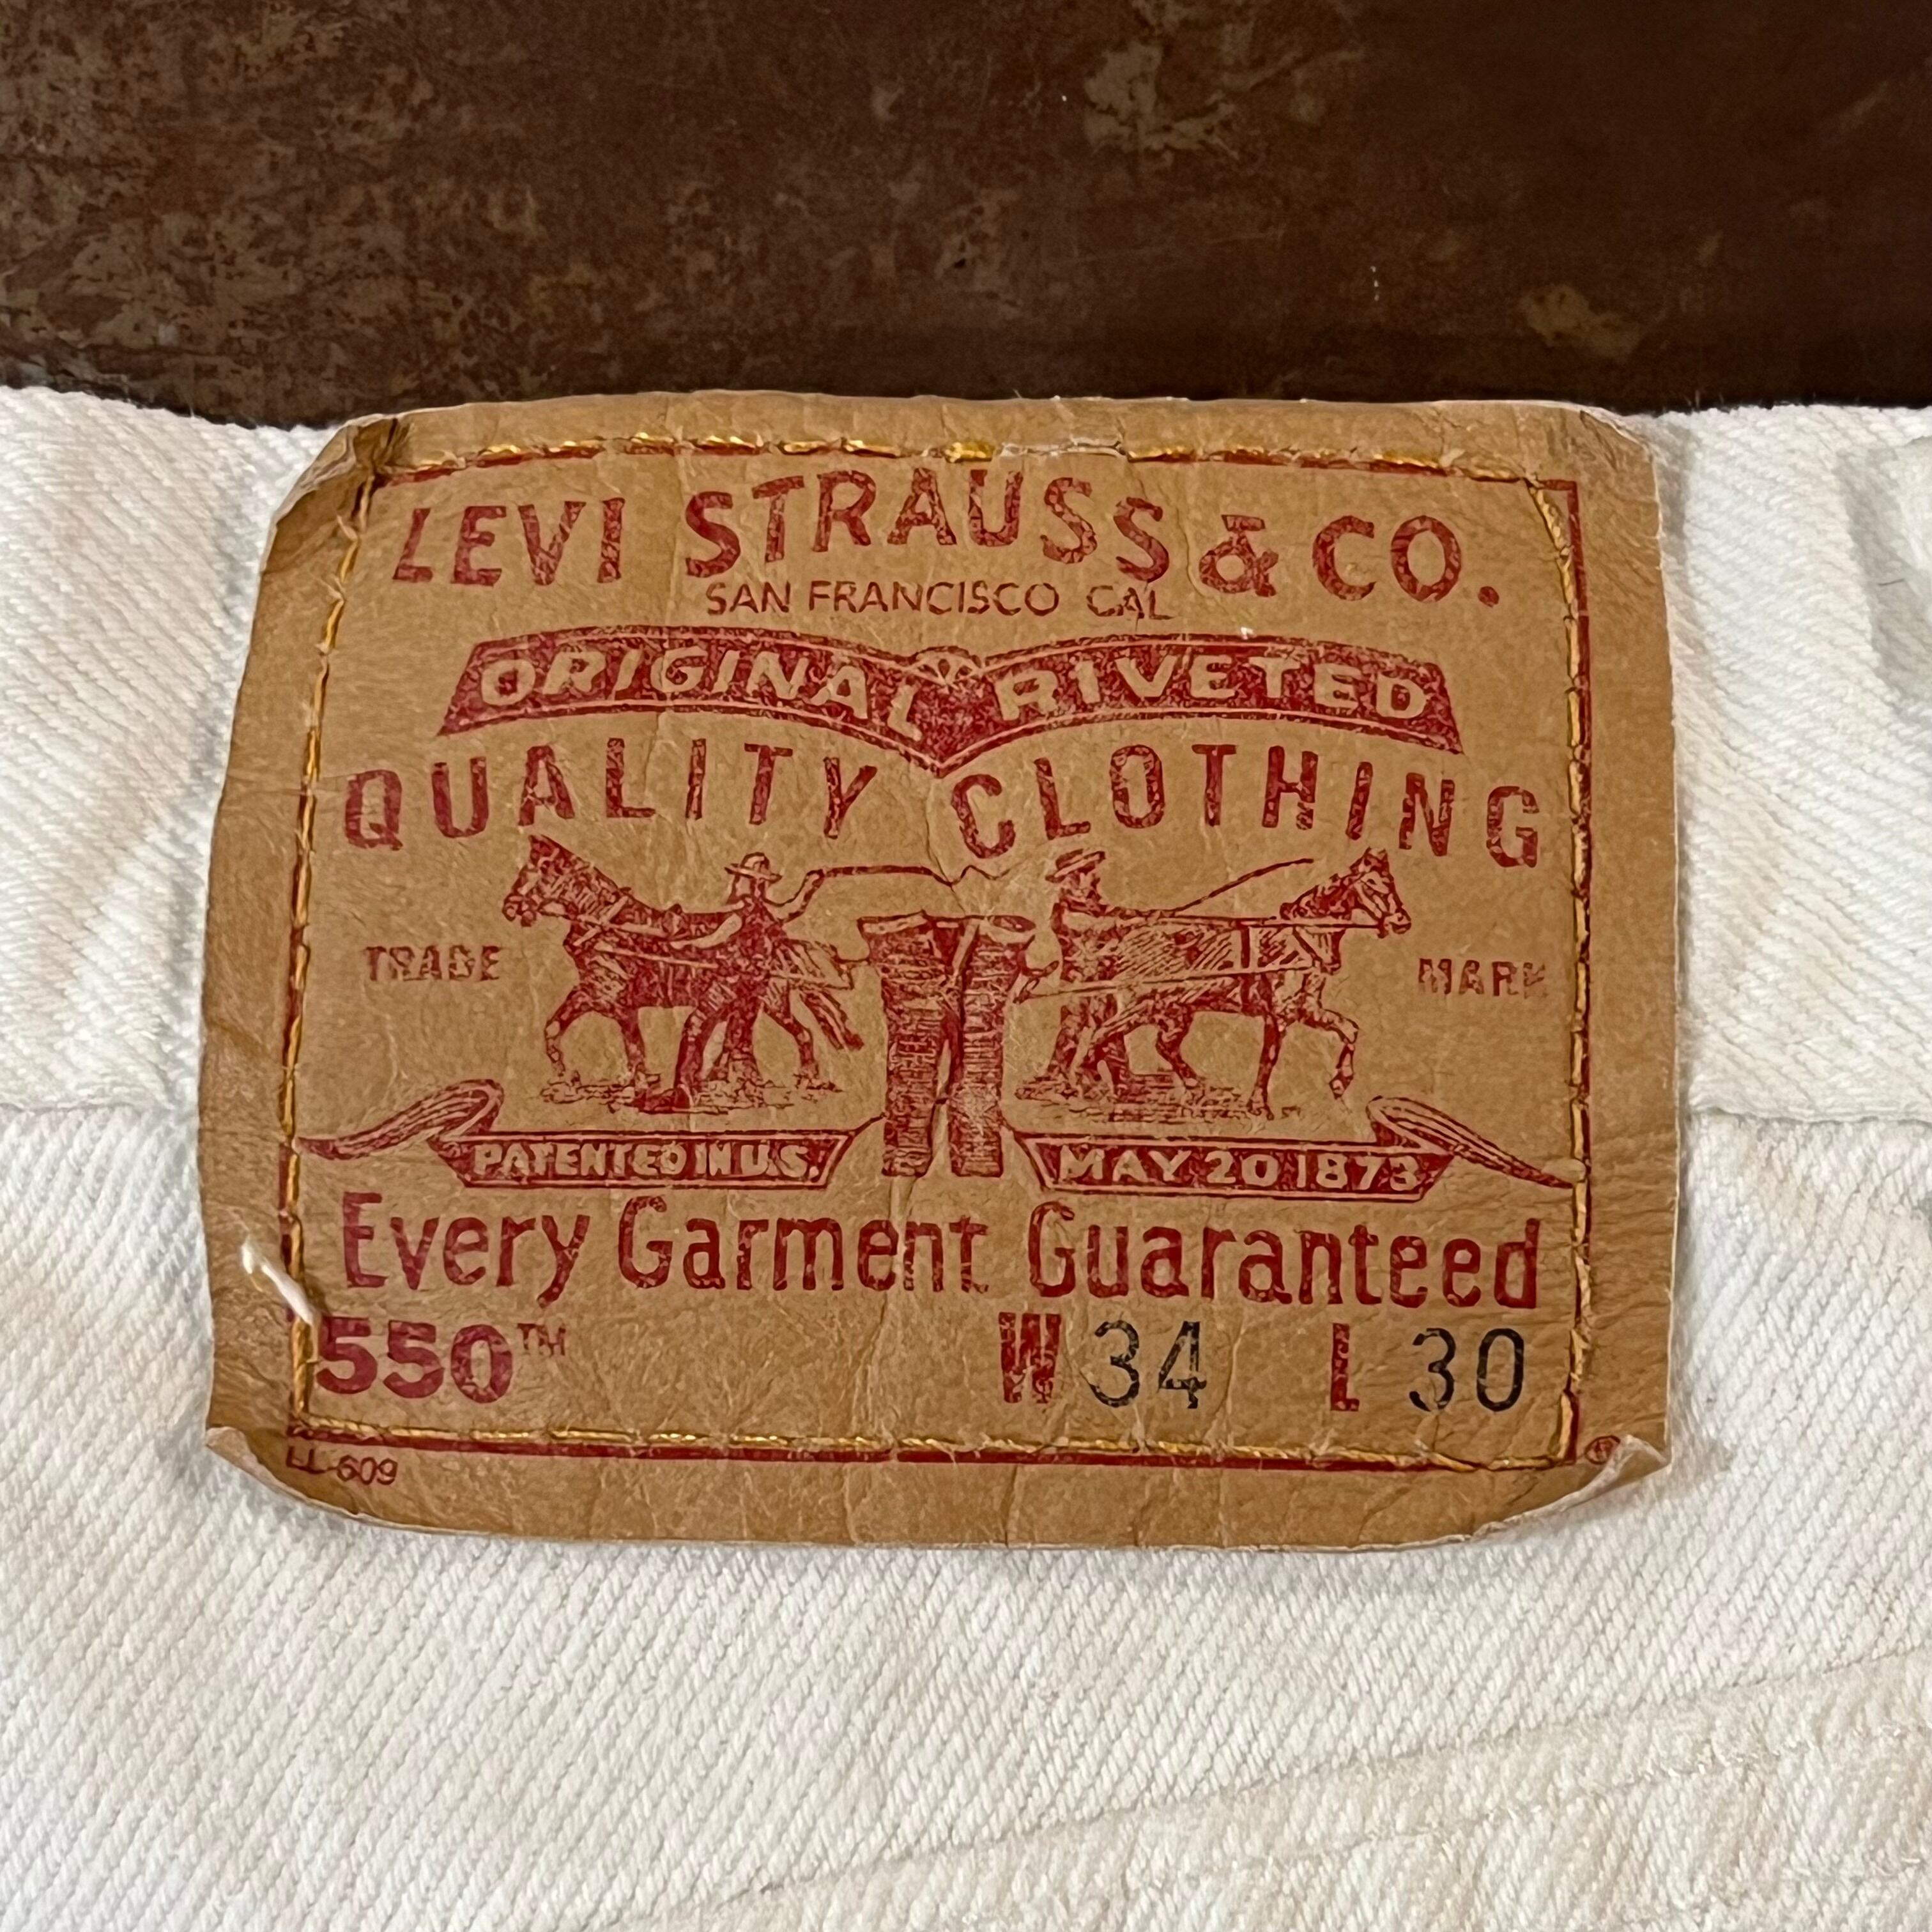 LEVI STRAUSS & CO.
SAN FRANCISCO CAL
ORIGINAL RIVETED
QUALITY CLOTHING
TRADE MARK
PATENTED IN U.S. MAY 20 1873
Every Garment Guaranteed
550™ W 34 L 30
LL-609 ®